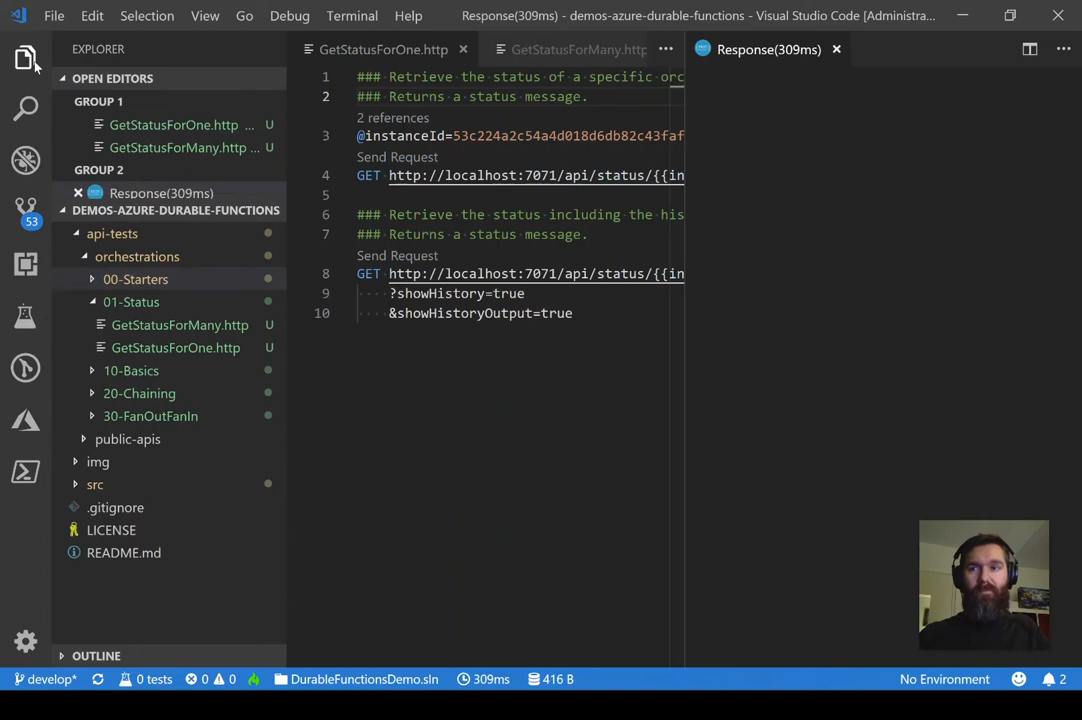 File Edit Selection View Go Debug Terminal Help Response(309ms) - demos-azure-durable-functions - Visual Studio Code [Administra...
EXPLORER
GetStatusForOne.http
GetStatusForMany.http
Response(309ms)
OPEN EDITORS
GROUP 1
GetStatusForOne.http ... U
GetStatusForMany.http ... U
GROUP 2
Response(309ms)
DEMOS-AZURE-DURABLE-FUNCTIONS
api-tests
orchestrations
00-Starters
01-Status
GetStatusForMany.http U
GetStatusForOne.http U
10-Basics
20-Chaining
30-FanOutFanIn
public-apis
img
src
.gitignore
LICENSE
README.md
OUTLINE
53
1 ### Retrieve the status of a specific orc
2 ### Returns a status message.
2 references
3 @instanceId=53c224a2c54a4d018d6db82c43faf
Send Request
4 GET http://localhost:7071/api/status/{{in
5
6 ### Retrieve the status including the his
7 ### Returns a status message.
Send Request
8 GET http://localhost:7071/api/status/{{in
9 ?showHistory=true
10 &showHistoryOutput=true
develop* 0 tests 0 0 DurableFunctionsDemo.sln 309ms 416 B No Environment 2